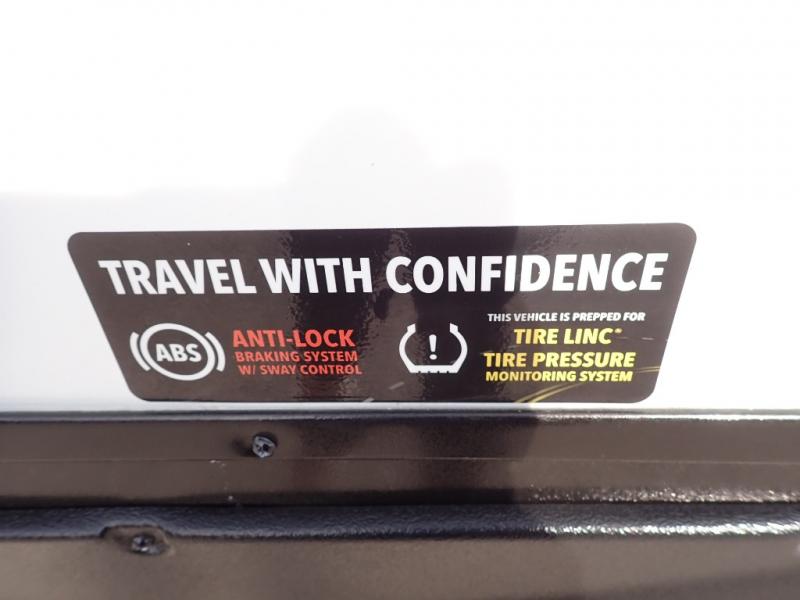 TRAVEL WITH CONFIDENCE
ABS
ANTI-LOCK
BRAKING SYSTEM
W/ SWAY CONTROL
!
THIS VEHICLE IS PREPPED FOR
TIRE LINC®
TIRE PRESSURE
MONITORING SYSTEM